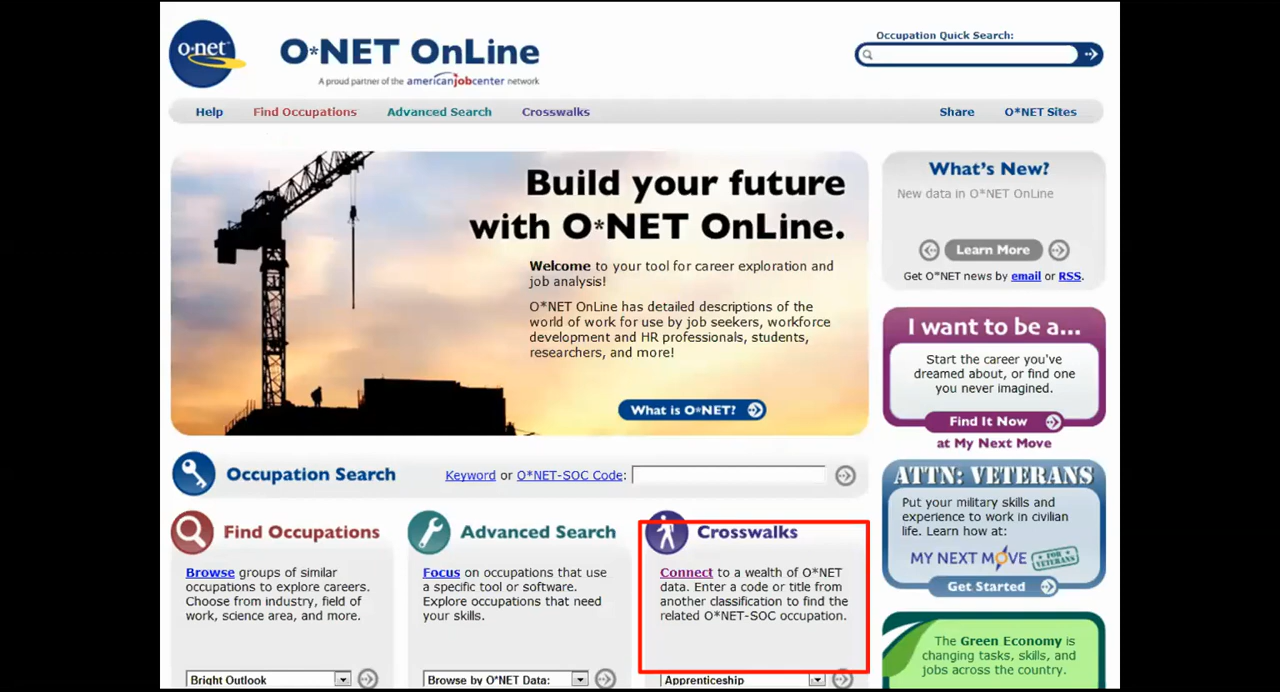 o·net
O*NET OnLine
A proud partner of the americanjobcenter network
Occupation Quick Search:
Help
Find Occupations
Advanced Search
Crosswalks
Share
O*NET Sites
Build your future
with O*NET OnLine.
Welcome to your tool for career exploration and
job analysis!
O*NET OnLine has detailed descriptions of the
world of work for use by job seekers, workforce
development and HR professionals, students,
researchers, and more!
What is O*NET?
What's New?
New data in O*NET OnLine
Learn More
Get O*NET news by email or RSS.
I want to be a...
Start the career you've
dreamed about, or find one
you never imagined.
Find It Now
at My Next Move
Occupation Search
Keyword or O*NET-SOC Code:
ATTN: VETERANS
Put your military skills and
experience to work in civilian
life. Learn how at:
MY NEXT MOVE
FOR
VETERANS
Get Started
Find Occupations
Browse groups of similar
occupations to explore careers.
Choose from industry, field of
work, science area, and more.
Bright Outlook
Advanced Search
Focus on occupations that use
a specific tool or software.
Explore occupations that need
your skills.
Browse by O*NET Data:
Crosswalks
Connect to a wealth of O*NET
data. Enter a code or title from
another classification to find the
related O*NET-SOC occupation.
Apprenticeship
The Green Economy is
changing tasks, skills, and
jobs across the country.